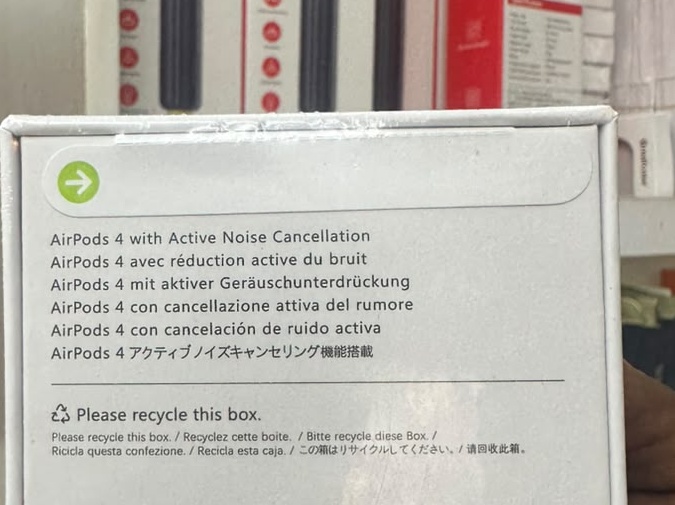 AirPods 4 with Active Noise Cancellation
AirPods 4 avec réduction active du bruit
AirPods 4 mit aktiver Geräuschunterdrückung
AirPods 4 con cancellazione attiva del rumore
AirPods 4 con cancelación de ruido activa
AirPods 4 アクティブノイズキャンセリング機能搭載
Please recycle this box.
Please recycle this box. / Recyclez cette boite. / Bitte recycle diese Box. /
Ricicla questa confezione. / Recicla esta caja. / この箱はリサイクルしてください。/ 请回收此箱。